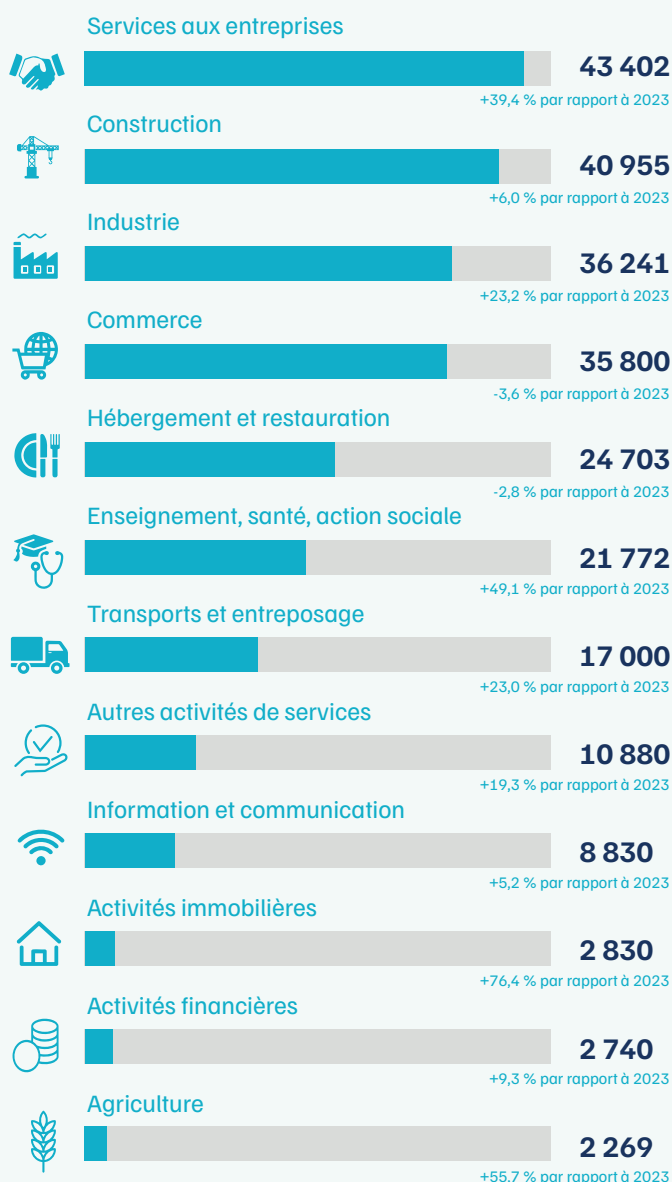 Services aux entreprises
43 402
+39,4 % par rapport à 2023
Construction
40 955
+6,0 % par rapport à 2023
Industrie
36 241
+23,2 % par rapport à 2023
Commerce
35 800
-3,6 % par rapport à 2023
Hébergement et restauration
24 703
-2,8 % par rapport à 2023
Enseignement, santé, action sociale
21 772
+49,1 % par rapport à 2023
Transports et entreposage
17 000
+23,0 % par rapport à 2023
Autres activités de services
10 880
+19,3 % par rapport à 2023
Information et communication
8 830
+5,2 % par rapport à 2023
Activités immobilières
2 830
+76,4 % par rapport à 2023
Activités financières
2 740
+9,3 % par rapport à 2023
Agriculture
2 269
+55,7 % par rapport à 2023